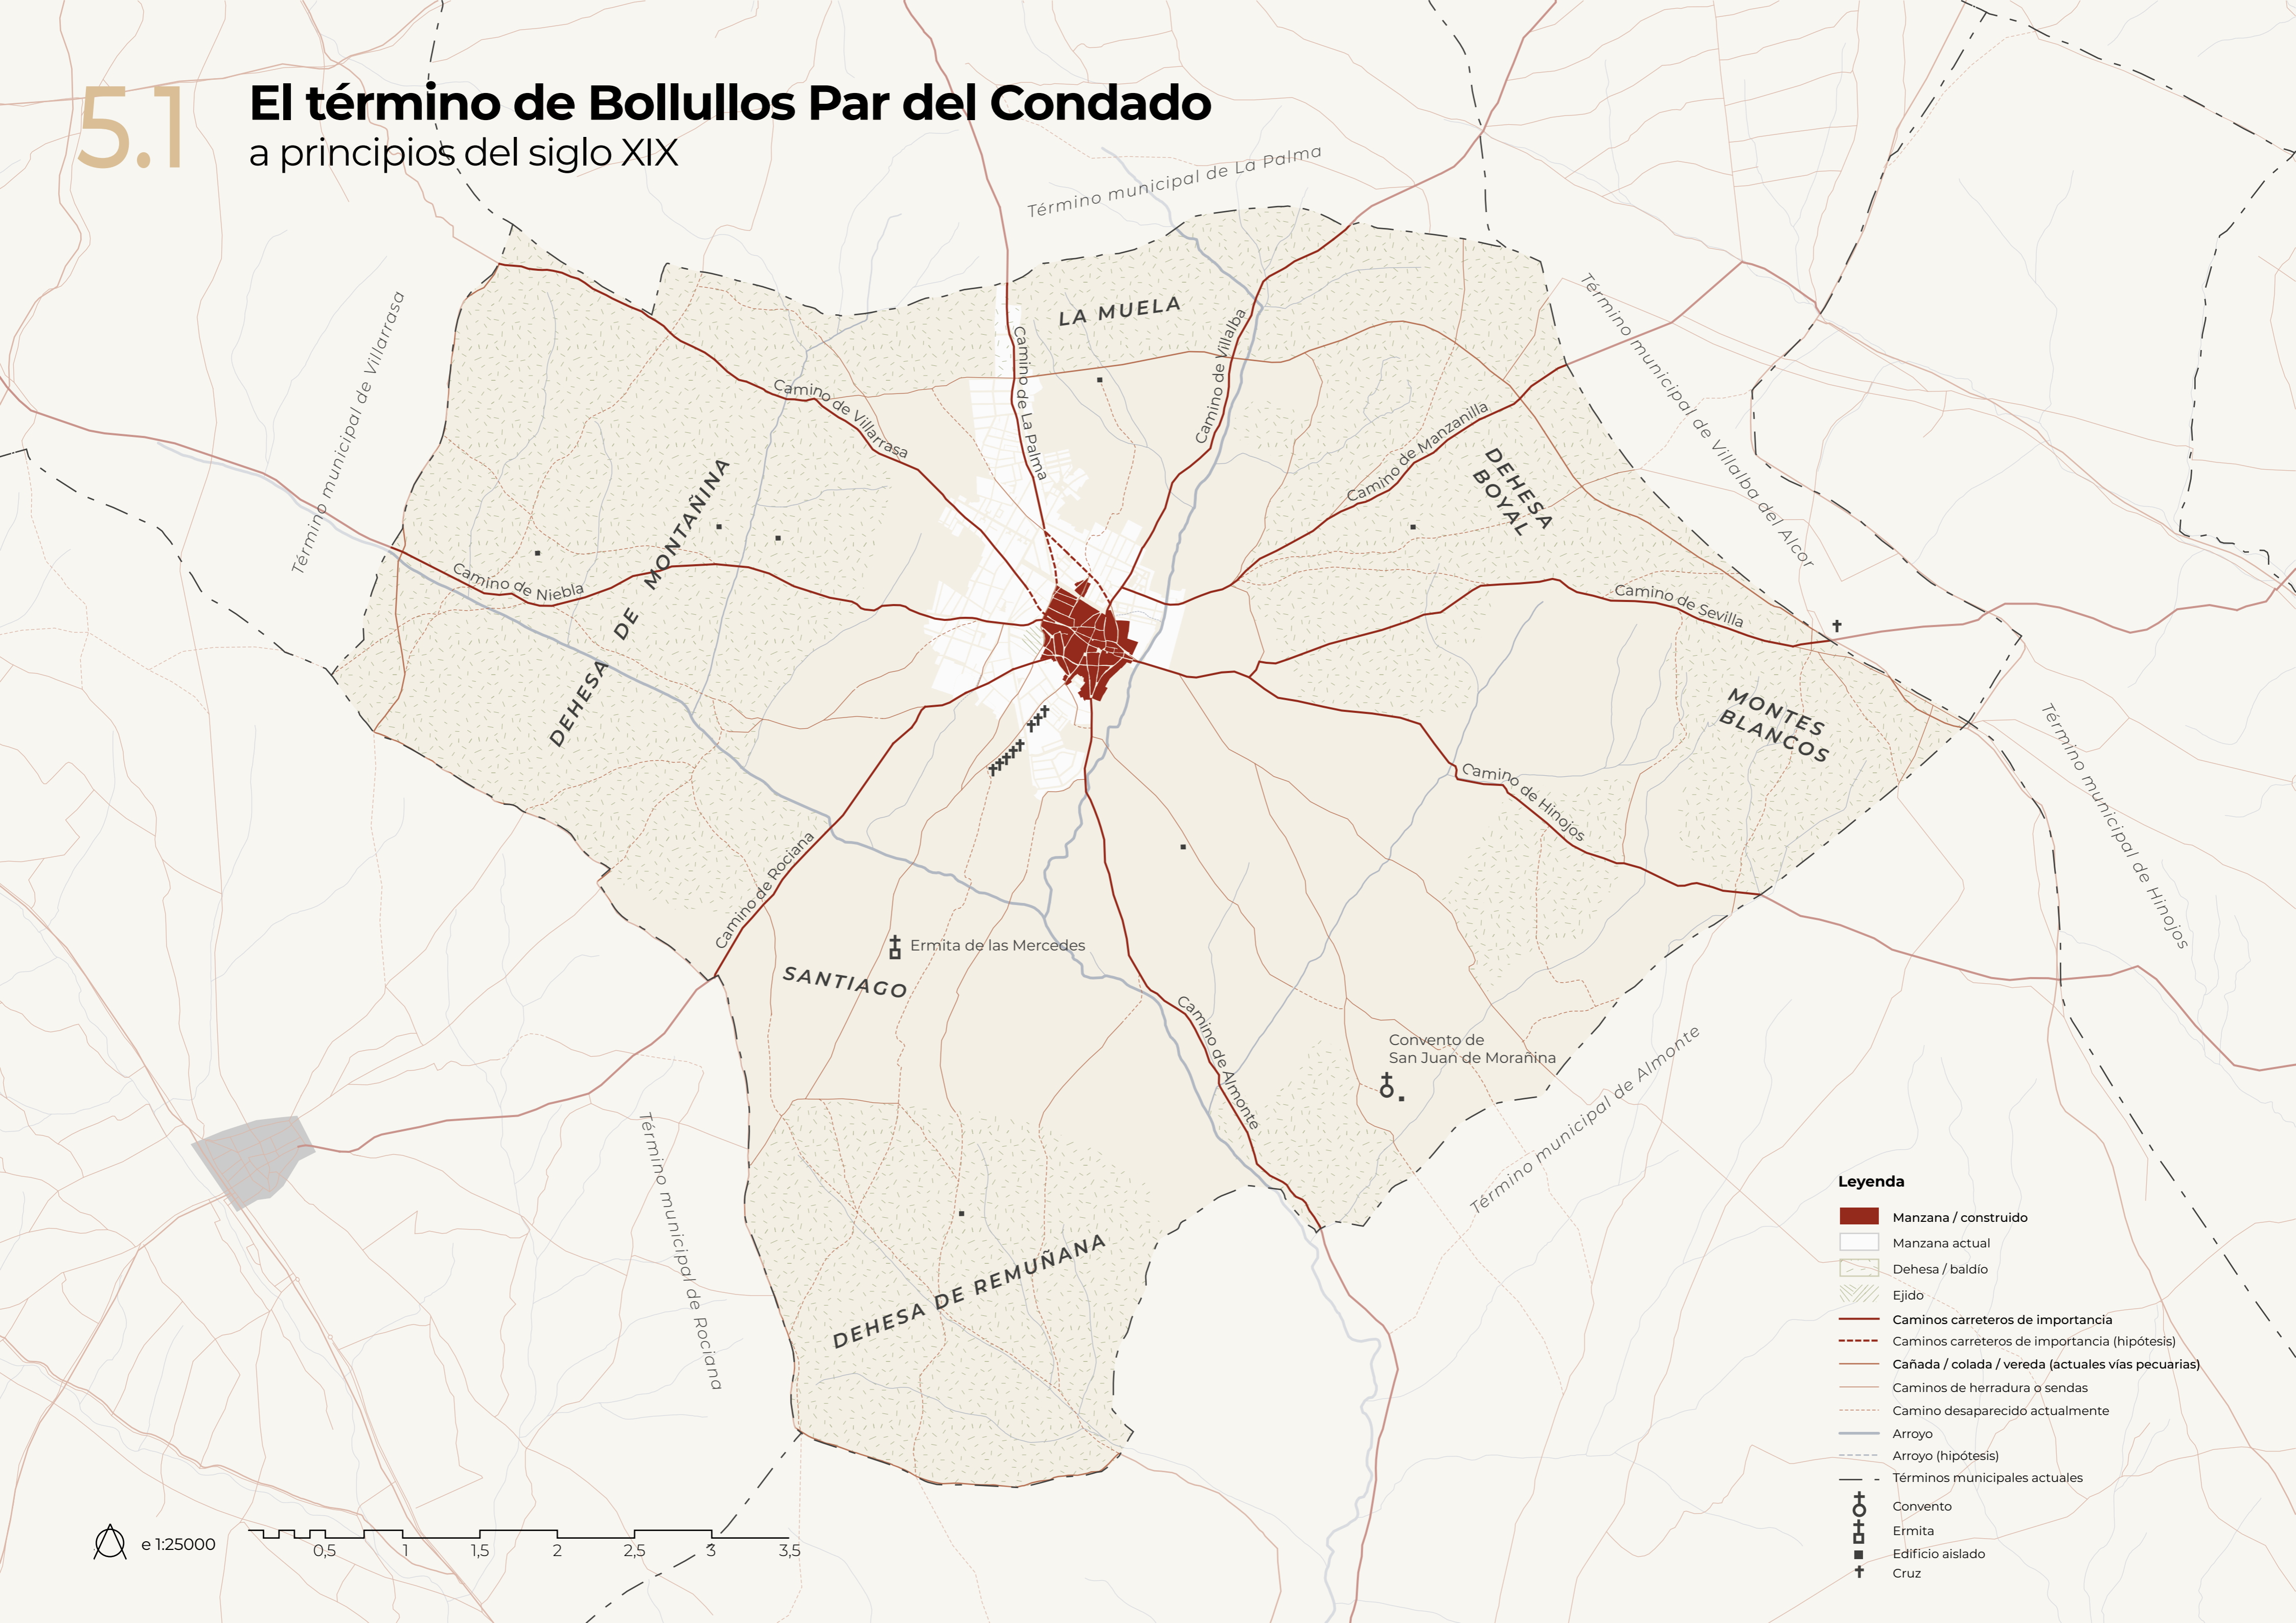 5.1
El término de Bollullos Par del Condado
a principios del siglo XIX
Término municipal de La Palma
Término municipal de Villarrasa
Término municipal de Villalba del Alcor
LA MUELA
Camino de La Palma
Camino de Villalba
Camino de Villarrasa
Camino de Manzanilla
DEHESA
BOYAL
DEHESA DE MONTAÑINA
Camino de Niebla
Camino de Sevilla
MONTES
BLANCOS
Término municipal de Hinojos
Camino de Hinojos
Camino de Rociana
Ermita de las Mercedes
SANTIAGO
Camino de Almonte
Convento de
San Juan de Morañina
Término municipal de Almonte
Término municipal de Rociana
DEHESA DE REMUÑANA
Leyenda
Manzana / construido
Manzana actual
Dehesa / baldío
Ejido
Caminos carreteros de importancia
Caminos carreteros de importancia (hipótesis)
Cañada / colada / vereda (actuales vías pecuarias)
Caminos de herradura o sendas
Camino desaparecido actualmente
Arroyo
Arroyo (hipótesis)
Términos municipales actuales
Convento
Ermita
Edificio aislado
Cruz
e 1:25000
0,5 1 1,5 2 2,5 3 3,5